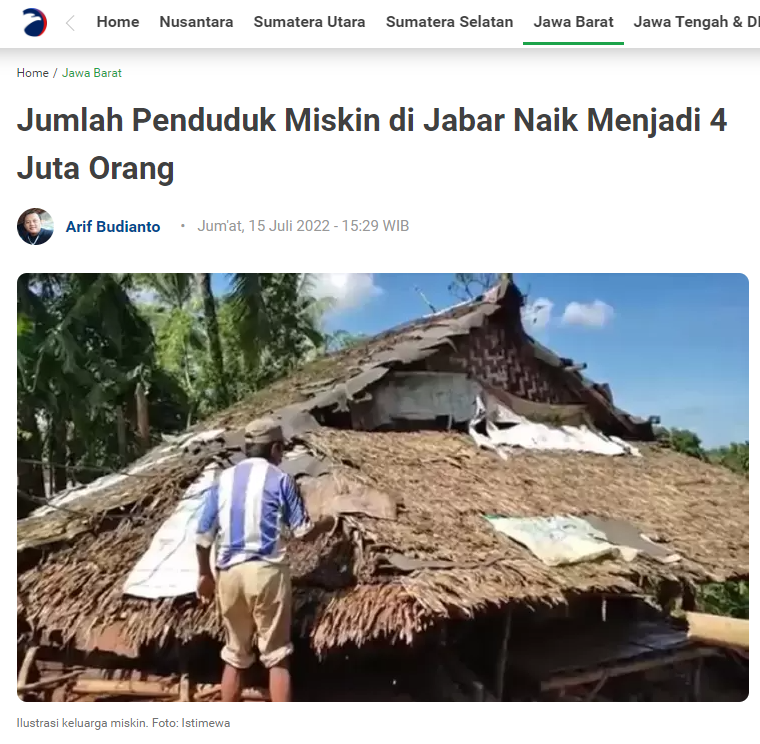 Home Nusantara Sumatera Utara Sumatera Selatan Jawa Barat Jawa Tengah &
Home / Jawa Barat
Jumlah Penduduk Miskin di Jabar Naik Menjadi 4
Juta Orang
Arif Budianto • Jum'at, 15 Juli 2022 - 15:29 WIB
Ilustrasi keluarga miskin. Foto: Istimewa